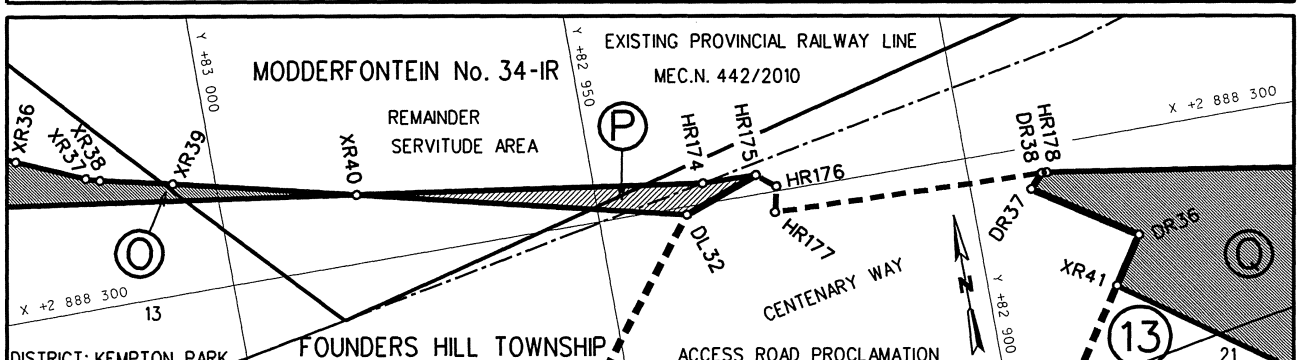 EXISTING PROVINCIAL RAILWAY LINE
MEC.N. 442/2010
MODDERFONTEIN No. 34-IR
REMAINDER
SERVITUDE AREA
Y +83 000
Y +82 950
X +2 888 300
XR36
XR37
XR38
XR39
XR40
P
HR174
HR175
HR176
HR177
HR178
DR38
DR37
DR36
XR41
DL32
O
Q
X +2 888 300
13
CENTENARY WAY
N
Y +82 900
13
21
DISTRICT: KEMPTON PARK
FOUNDERS HILL TOWNSHIP
ACCESS ROAD PROCLAMATION